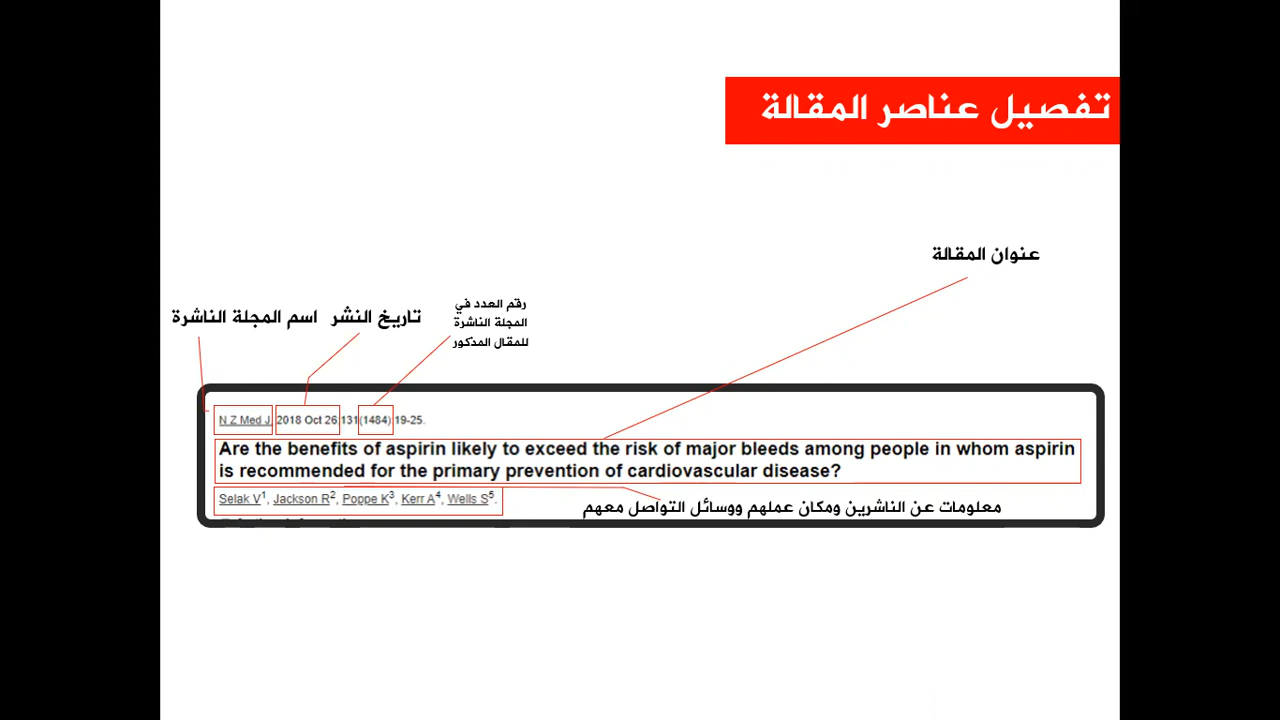 تفصيل عناصر المقالة
عنوان المقالة
رقم العدد في
المجلة الناشرة
للمقال المذكور
تاريخ النشر
اسم المجلة الناشرة
N Z Med J. 2018 Oct 26;131(1484):19-25.
Are the benefits of aspirin likely to exceed the risk of major bleeds among people in whom aspirin
is recommended for the primary prevention of cardiovascular disease?
Selak V1, Jackson R2, Poppe K3, Kerr A4, Wells S5.
معلومات عن الناشرين ومكان عملهم ووسائل التواصل معهم